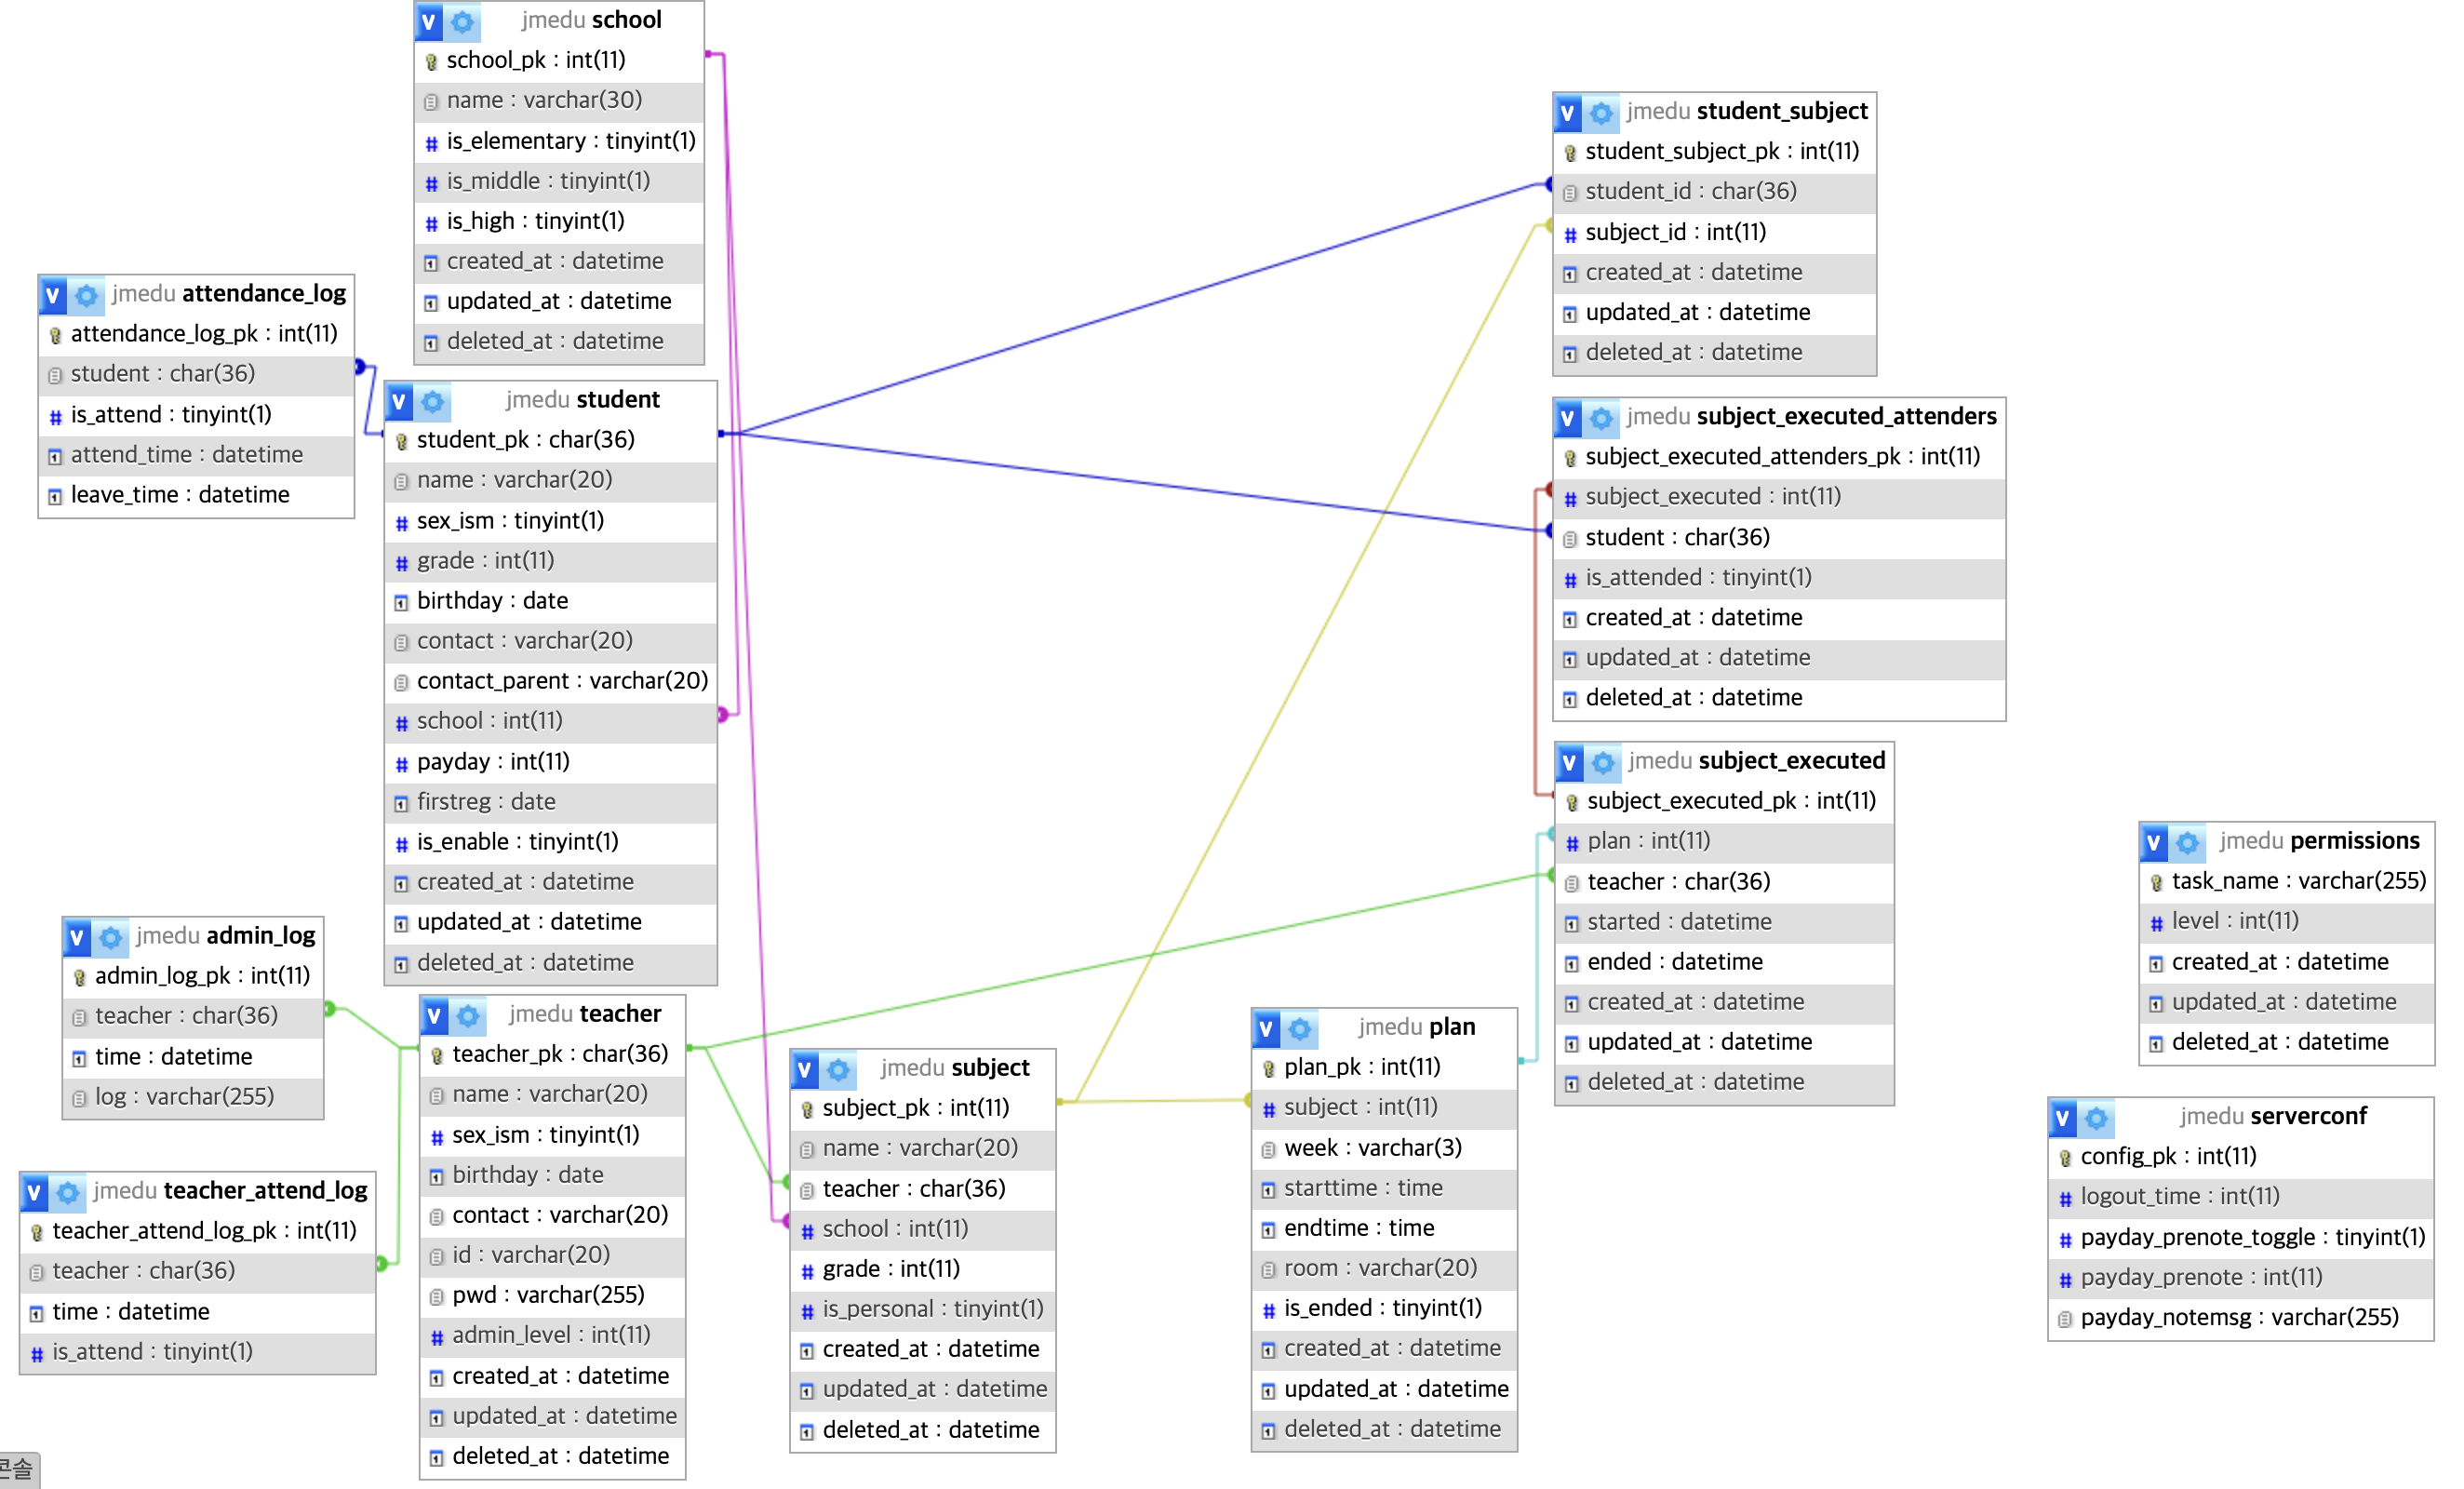 jmedu school
school_pk : int(11)
name : varchar(30)
is_elementary : tinyint(1)
is_middle : tinyint(1)
is_high : tinyint(1)
created_at : datetime
updated_at : datetime
deleted_at : datetime
jmedu attendance_log
attendance_log_pk : int(11)
student : char(36)
is_attend : tinyint(1)
attend_time : datetime
leave_time : datetime
jmedu student
student_pk : char(36)
name : varchar(20)
sex_ism : tinyint(1)
grade : int(11)
birthday : date
contact : varchar(20)
contact_parent : varchar(20)
school : int(11)
payday : int(11)
firstreg : date
is_enable : tinyint(1)
created_at : datetime
updated_at : datetime
deleted_at : datetime
jmedu admin_log
admin_log_pk : int(11)
teacher : char(36)
time : datetime
log : varchar(255)
jmedu teacher_attend_log
teacher_attend_log_pk : int(11)
teacher : char(36)
time : datetime
is_attend : tinyint(1)
jmedu teacher
teacher_pk : char(36)
name : varchar(20)
sex_ism : tinyint(1)
birthday : date
contact : varchar(20)
id : varchar(20)
pwd : varchar(255)
admin_level : int(11)
created_at : datetime
updated_at : datetime
deleted_at : datetime
jmedu subject
subject_pk : int(11)
name : varchar(20)
teacher : char(36)
school : int(11)
grade : int(11)
is_personal : tinyint(1)
created_at : datetime
updated_at : datetime
deleted_at : datetime
jmedu plan
plan_pk : int(11)
subject : int(11)
week : varchar(3)
starttime : time
endtime : time
room : varchar(20)
is_ended : tinyint(1)
created_at : datetime
updated_at : datetime
deleted_at : datetime
jmedu student_subject
student_subject_pk : int(11)
student_id : char(36)
subject_id : int(11)
created_at : datetime
updated_at : datetime
deleted_at : datetime
jmedu subject_executed_attenders
subject_executed_attenders_pk : int(11)
subject_executed : int(11)
student : char(36)
is_attended : tinyint(1)
created_at : datetime
updated_at : datetime
deleted_at : datetime
jmedu subject_executed
subject_executed_pk : int(11)
plan : int(11)
teacher : char(36)
started : datetime
ended : datetime
created_at : datetime
updated_at : datetime
deleted_at : datetime
jmedu permissions
task_name : varchar(255)
level : int(11)
created_at : datetime
updated_at : datetime
deleted_at : datetime
jmedu serverconf
config_pk : int(11)
logout_time : int(11)
payday_prenote_toggle : tinyint(1)
payday_prenote : int(11)
payday_notemsg : varchar(255)
콘솔